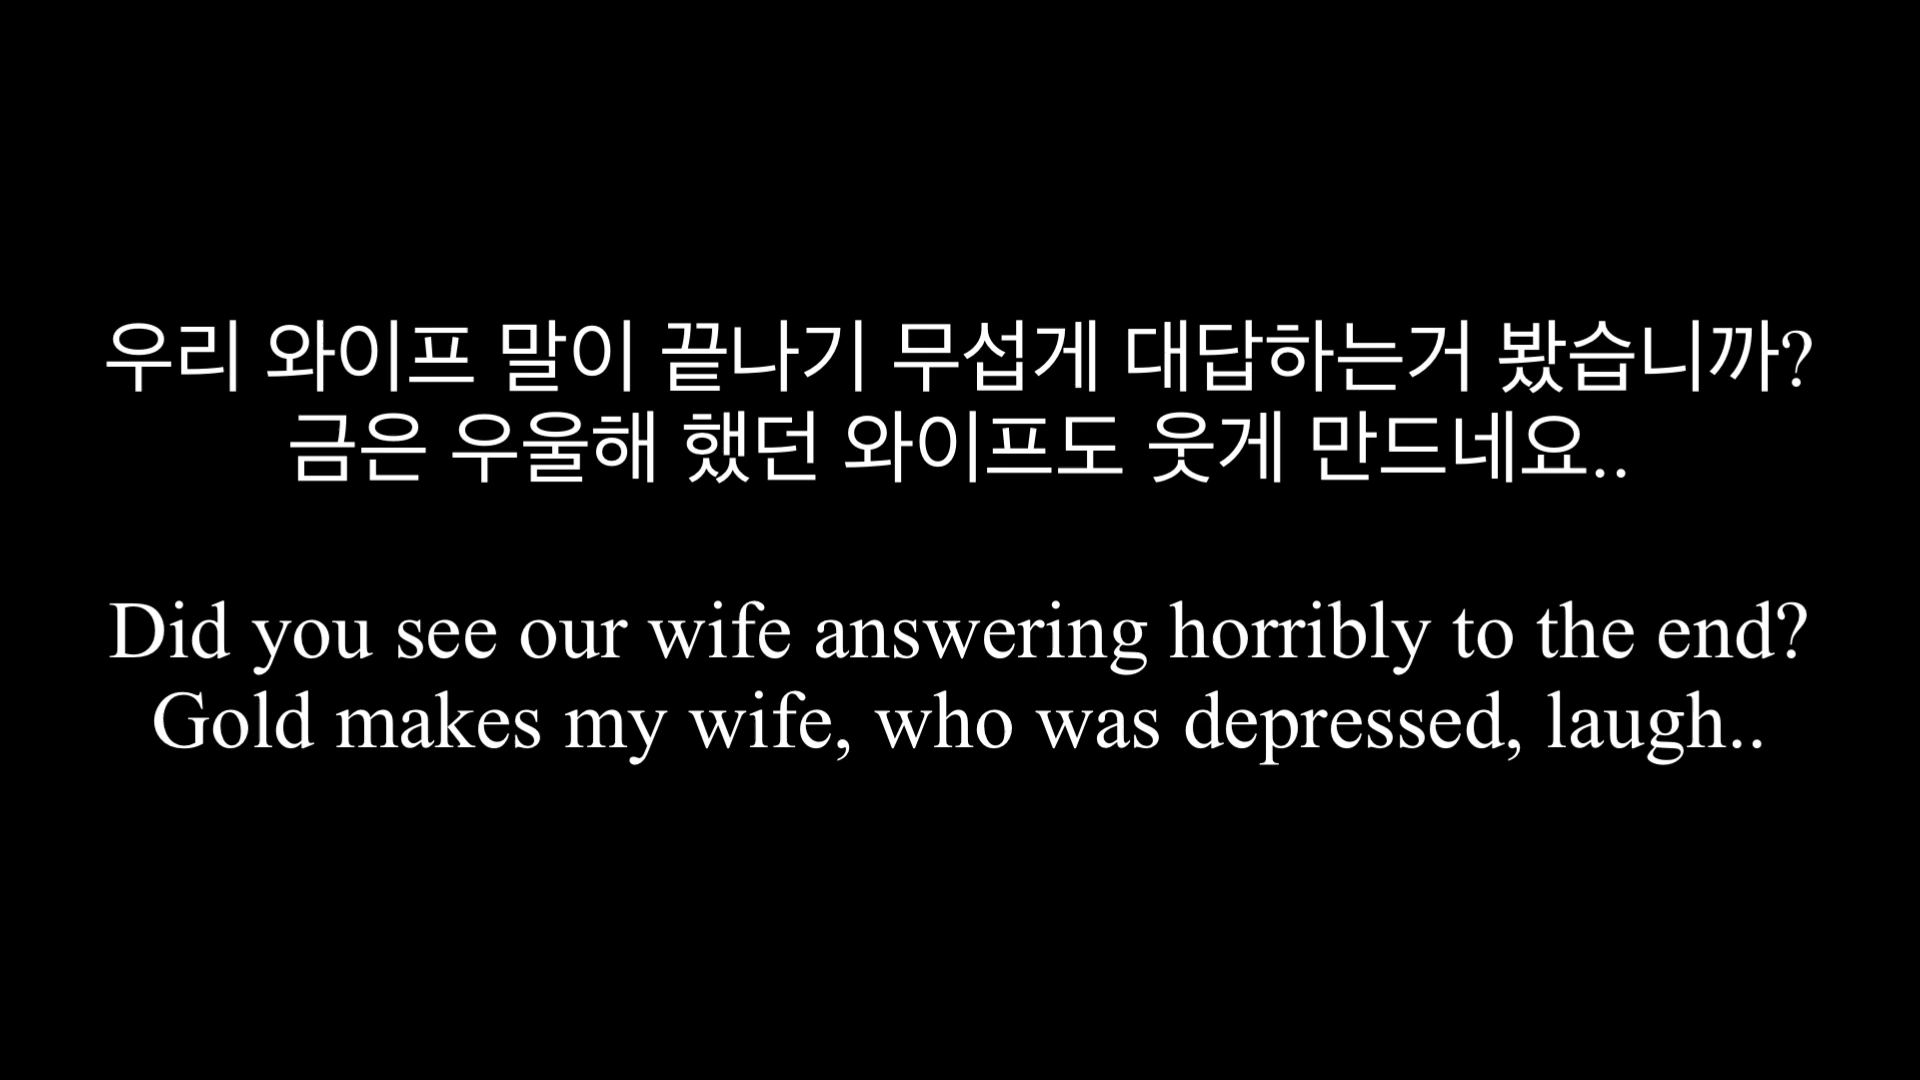 우리 와이프 말이 끝나기 무섭게 대답하는거 봤습니까?
금은 우울해 했던 와이프도 웃게 만드네요..
Did you see our wife answering horribly to the end?
Gold makes my wife, who was depressed, laugh..